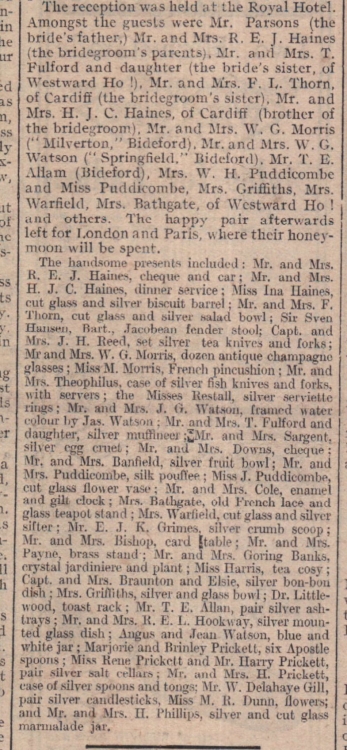 The reception was held at the Royal Hotel.
Amongst the guests were Mr. Parsons (the
bride's father,) Mr. and Mrs. R. E. J. Haines
(the bridegroom's parents), Mr. and Mrs. T.
Fulford and daughter (the bride's sister, of
Westward Ho !), Mr. and Mrs. F. L. Thorn,
of Cardiff (the bridegroom's sister), Mr. and
Mrs. H. J. C. Haines, of Cardiff (brother of
the bridegroom), Mr. and Mrs. W. G. Morris
("Milverton," Bideford), Mr. and Mrs. W. G.
Watson ("Springfield," Bideford), Mr. T. E.
Allam (Bideford), Mrs. W. H. Puddicombe
and Miss Puddicombe, Mrs. Griffiths, Mrs.
Warfield, Mrs. Bathgate, of Westward Ho !
and others. The happy pair afterwards
left for London and Paris, where their honey-
moon will be spent.
The handsome presents included : Mr. and Mrs.
R. E. J. Haines, cheque and car ; Mr. and Mrs.
H. J. C. Haines, dinner service ; Miss Ina Haines,
cut glass and silver biscuit barrel ; Mr. and Mrs. F.
Thorn, cut glass and silver salad bowl ; Sir Sven
Hansen, Bart., Jacobean fender stool ; Capt. and
Mrs. J. H. Reed, set silver tea knives and forks ;
Mr and Mrs. W. G. Morris, dozen antique champagne
glasses ; Miss M. Morris, French pincushion ; Mr. and
Mrs. Theophilus, case of silver fish knives and forks,
with servers ; the Misses Restall, silver serviette
rings ; Mr. and Mrs. J. G. Watson, framed water
colour by Jas. Watson ; Mr. and Mrs. T. Fulford and
daughter, silver muffineer ; Mr. and Mrs. Sargent,
silver egg cruet ; Mr. and Mrs. Downs, cheque ;
Mr. and Mrs. Banfield, silver fruit bowl ; Mr. and
Mrs. Puddicombe, silk pouffee ; Miss J. Puddicombe,
cut glass flower vase ; Mr. and Mrs. Cole, enamel
and gilt clock ; Mrs. Bathgate, old French lace and
glass teapot stand ; Mrs. Warfield, cut glass and silver
sifter ; Mr. E. J. K. Grimes, silver crumb scoop ;
Mr. and Mrs. Bishop, card table ; Mr. and Mrs.
Payne, brass stand ; Mr. and Mrs. Goring Banks,
crystal jardiniere and plant ; Miss Harris, tea cosy ;
Capt. and Mrs. Braunton and Elsie, silver bon-bon
dish ; Mrs. Griffiths, silver and glass bowl ; Dr. Little-
wood, toast rack ; Mr. T. E. Allan, pair silver ash-
trays ; Mr. and Mrs. R. E. L. Hookway, silver moun-
ted glass dish ; Angus and Jean Watson, blue and
white jar ; Marjorie and Brinley Prickett, six Apostle
spoons ; Miss Rene Prickett and Mr. Harry Prickett,
pair silver salt cellars ; Mr. and Mrs. H. Prickett,
case of silver spoons and tongs; Mr. W. Delahaye Gill,
pair silver candlesticks, Miss M. R. Dunn, flowers;
and Mr. and Mrs. H. Phillips, silver and cut glass
marmalade jar.